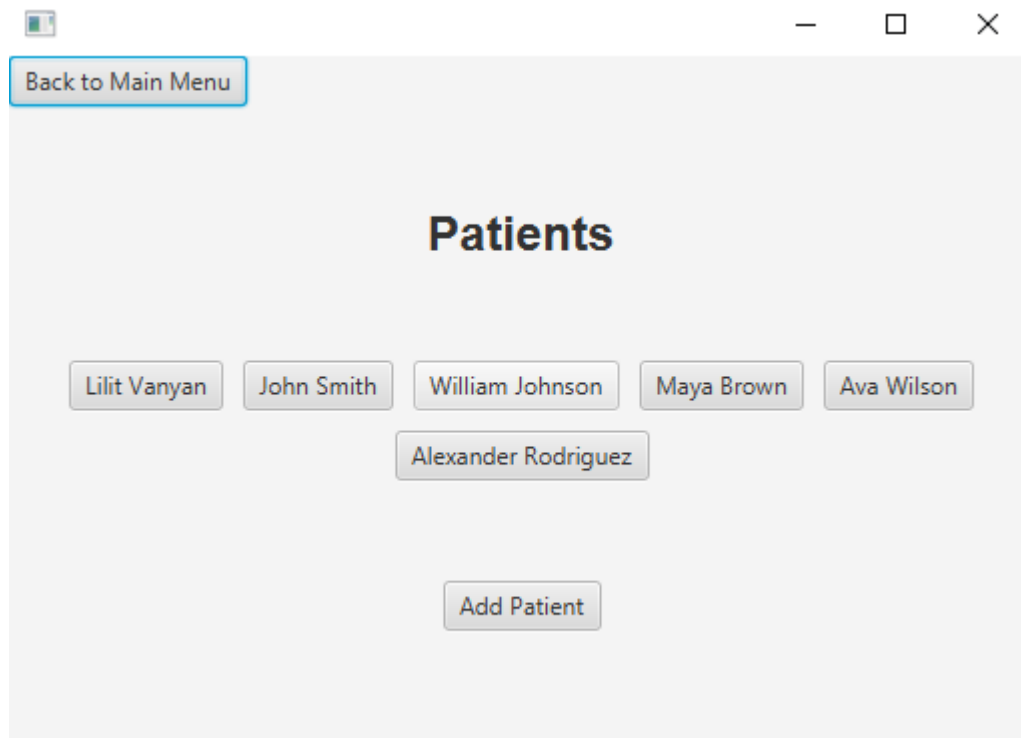 Back to Main Menu
Patients
Lilit Vanyan John Smith William Johnson Maya Brown Ava Wilson
Alexander Rodriguez
Add Patient